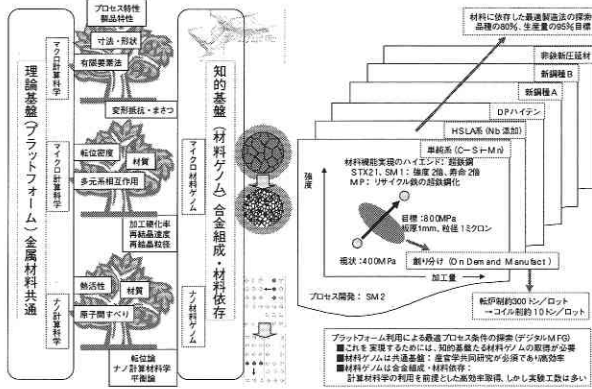 プロセス特性
製品特性
寸法・形状
有限要素法
変形抵抗・まさつ
転位密度
材質
多元系相互作用
加工硬化率
再結晶速度
再結晶粒径
熱活性
材質
原子間すべり
転位論
ナノ計算材料学
平衡論
理論基盤(プラットフォーム)金属材料共通
マクロ計算科学
ミクロ計算科学
ナノ計算科学
知的基盤(材料ゲノム)合金組成・材料依存
マイクロ材料ゲノム
ナノ材料ゲノム
材料に依存した最適製造法の探索
品種の80%、生産量の95%目標
非鉄新圧延材
新鋼種B
新鋼種A
DPハイテン
HSLA系(Nb添加)
単純系(C−Si−Mn)
材料機能実現のハイエンド:超鉄鋼
STX21、SM1:強度2倍、寿命2倍
MP:リサイクル鉄の超鉄鋼化
強度
目標:800MPa
板厚1mm、粒径1ミクロン
現状:400MPa
創り分け(On Demand Manufact)
加工量
プロセス開発:SM2
転炉制約300トン/ロット
→コイル制約10トン/ロット
プラットフォーム利用による最適プロセス条件の探索(デジタルMFG)
■これを実現するためには、知的基盤たる材料ゲノムの取得が必要
■材料ゲノムは共通基盤:産官学共同研究が必須であり高効率
■材料ゲノムは合金組成・材料依存:
計算材料学の利用を前提とした高効率取得、しかし実験工数は多い